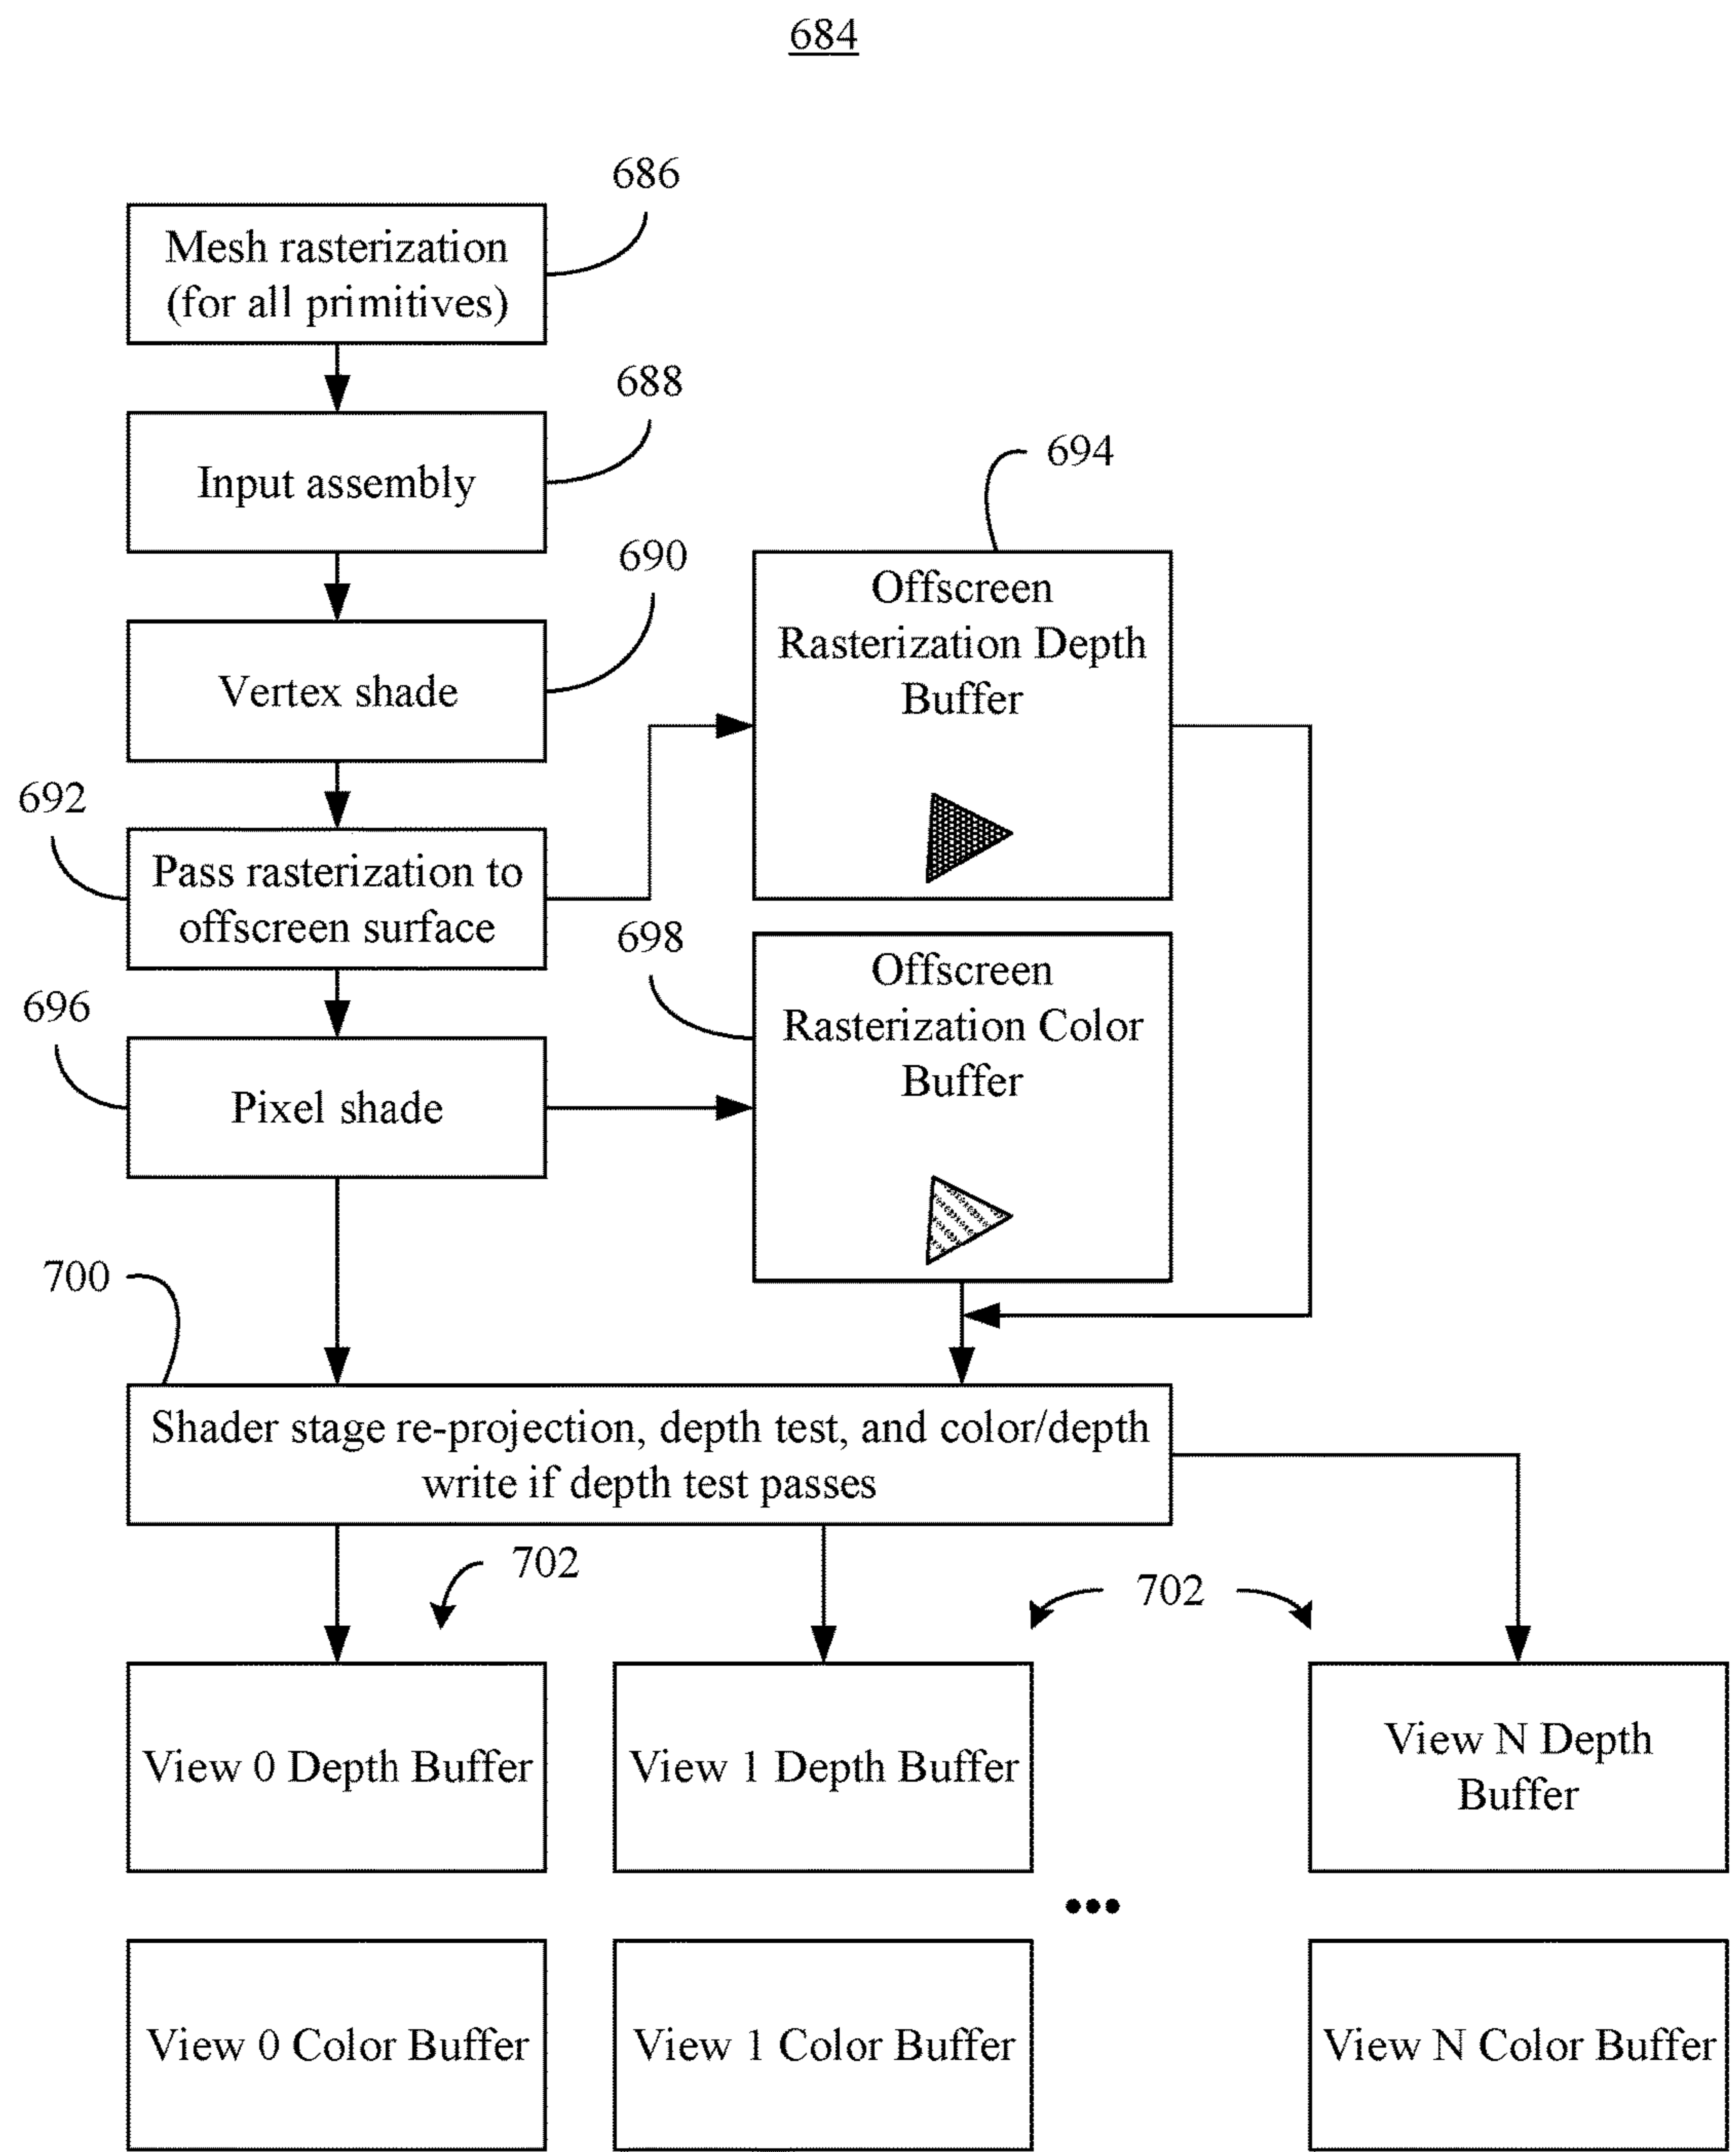 684
686
Mesh rasterization
(for all primitives)
688
Input assembly
694
690
Offscreen
Rasterization Depth
Buffer
Vertex shade
692
Pass rasterization to
offscreen surface
698
Offscreen
Rasterization Color
Buffer
696
Pixel shade
700
Shader stage re-projection, depth test, and color/depth
write if depth test passes
702
702
View 0 Depth Buffer
View 1 Depth Buffer
View N Depth
Buffer
•••
View 0 Color Buffer
View 1 Color Buffer
View N Color Buffer